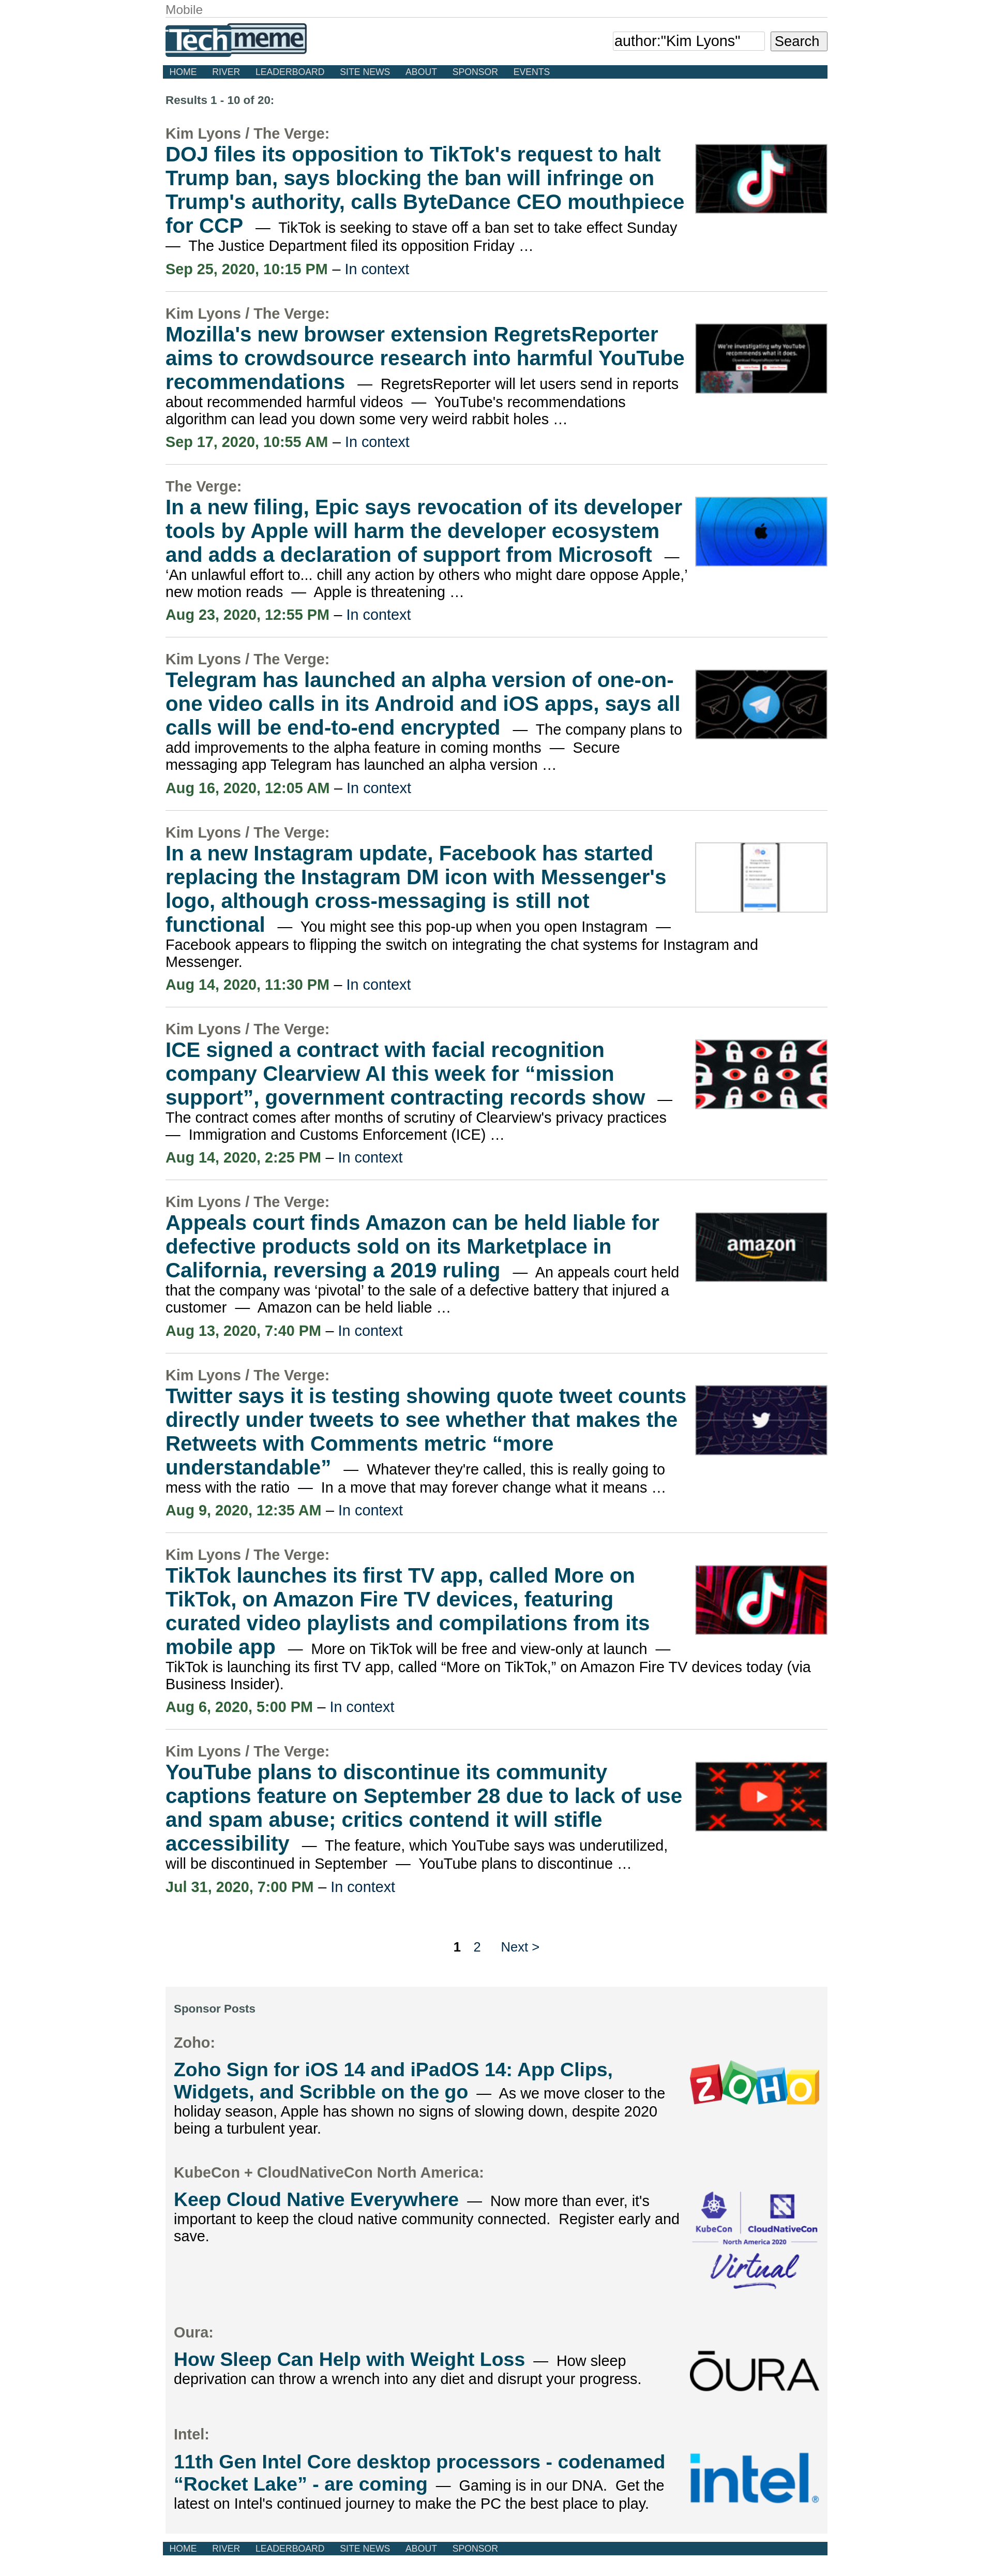 Mobile
Techmeme
author:"Kim Lyons" Search
HOME RIVER LEADERBOARD SITE NEWS ABOUT SPONSOR EVENTS
Results 1 - 10 of 20:
Kim Lyons / The Verge:
DOJ files its opposition to TikTok's request to halt
Trump ban, says blocking the ban will infringe on
Trump's authority, calls ByteDance CEO mouthpiece
for CCP — TikTok is seeking to stave off a ban set to take effect Sunday
— The Justice Department filed its opposition Friday …
Sep 25, 2020, 10:15 PM – In context
Kim Lyons / The Verge:
Mozilla's new browser extension RegretsReporter
aims to crowdsource research into harmful YouTube
recommendations — RegretsReporter will let users send in reports
about recommended harmful videos — YouTube's recommendations
algorithm can lead you down some very weird rabbit holes …
We're investigating why YouTube
recommends what it does.
Sep 17, 2020, 10:55 AM – In context
The Verge:
In a new filing, Epic says revocation of its developer
tools by Apple will harm the developer ecosystem
and adds a declaration of support from Microsoft —
‘An unlawful effort to... chill any action by others who might dare oppose Apple,’
new motion reads — Apple is threatening …
Aug 23, 2020, 12:55 PM – In context
Kim Lyons / The Verge:
Telegram has launched an alpha version of one-on-
one video calls in its Android and iOS apps, says all
calls will be end-to-end encrypted — The company plans to
add improvements to the alpha feature in coming months — Secure
messaging app Telegram has launched an alpha version …
Aug 16, 2020, 12:05 AM – In context
Kim Lyons / The Verge:
In a new Instagram update, Facebook has started
replacing the Instagram DM icon with Messenger's
logo, although cross-messaging is still not
functional — You might see this pop-up when you open Instagram —
Facebook appears to flipping the switch on integrating the chat systems for Instagram and
Messenger.
Aug 14, 2020, 11:30 PM – In context
Kim Lyons / The Verge:
ICE signed a contract with facial recognition
company Clearview AI this week for “mission
support”, government contracting records show —
The contract comes after months of scrutiny of Clearview's privacy practices
— Immigration and Customs Enforcement (ICE) …
Aug 14, 2020, 2:25 PM – In context
Kim Lyons / The Verge:
Appeals court finds Amazon can be held liable for
defective products sold on its Marketplace in
California, reversing a 2019 ruling — An appeals court held
that the company was ‘pivotal’ to the sale of a defective battery that injured a
customer — Amazon can be held liable …
amazon
Aug 13, 2020, 7:40 PM – In context
Kim Lyons / The Verge:
Twitter says it is testing showing quote tweet counts
directly under tweets to see whether that makes the
Retweets with Comments metric “more
understandable” — Whatever they're called, this is really going to
mess with the ratio — In a move that may forever change what it means …
Aug 9, 2020, 12:35 AM – In context
Kim Lyons / The Verge:
TikTok launches its first TV app, called More on
TikTok, on Amazon Fire TV devices, featuring
curated video playlists and compilations from its
mobile app — More on TikTok will be free and view-only at launch —
TikTok is launching its first TV app, called “More on TikTok,” on Amazon Fire TV devices today (via
Business Insider).
Aug 6, 2020, 5:00 PM – In context
Kim Lyons / The Verge:
YouTube plans to discontinue its community
captions feature on September 28 due to lack of use
and spam abuse; critics contend it will stifle
accessibility — The feature, which YouTube says was underutilized,
will be discontinued in September — YouTube plans to discontinue …
Jul 31, 2020, 7:00 PM – In context
1 2 Next >
Sponsor Posts
Zoho:
Zoho Sign for iOS 14 and iPadOS 14: App Clips,
Widgets, and Scribble on the go — As we move closer to the
holiday season, Apple has shown no signs of slowing down, despite 2020
being a turbulent year.
ZOHO
KubeCon + CloudNativeCon North America:
Keep Cloud Native Everywhere — Now more than ever, it's
important to keep the cloud native community connected. Register early and
save.
KubeCon CloudNativeCon
North America 2020
Virtual
Oura:
How Sleep Can Help with Weight Loss — How sleep
deprivation can throw a wrench into any diet and disrupt your progress.
ŌURA
Intel:
11th Gen Intel Core desktop processors - codenamed
“Rocket Lake” - are coming — Gaming is in our DNA. Get the
latest on Intel's continued journey to make the PC the best place to play.
intel®
HOME RIVER LEADERBOARD SITE NEWS ABOUT SPONSOR